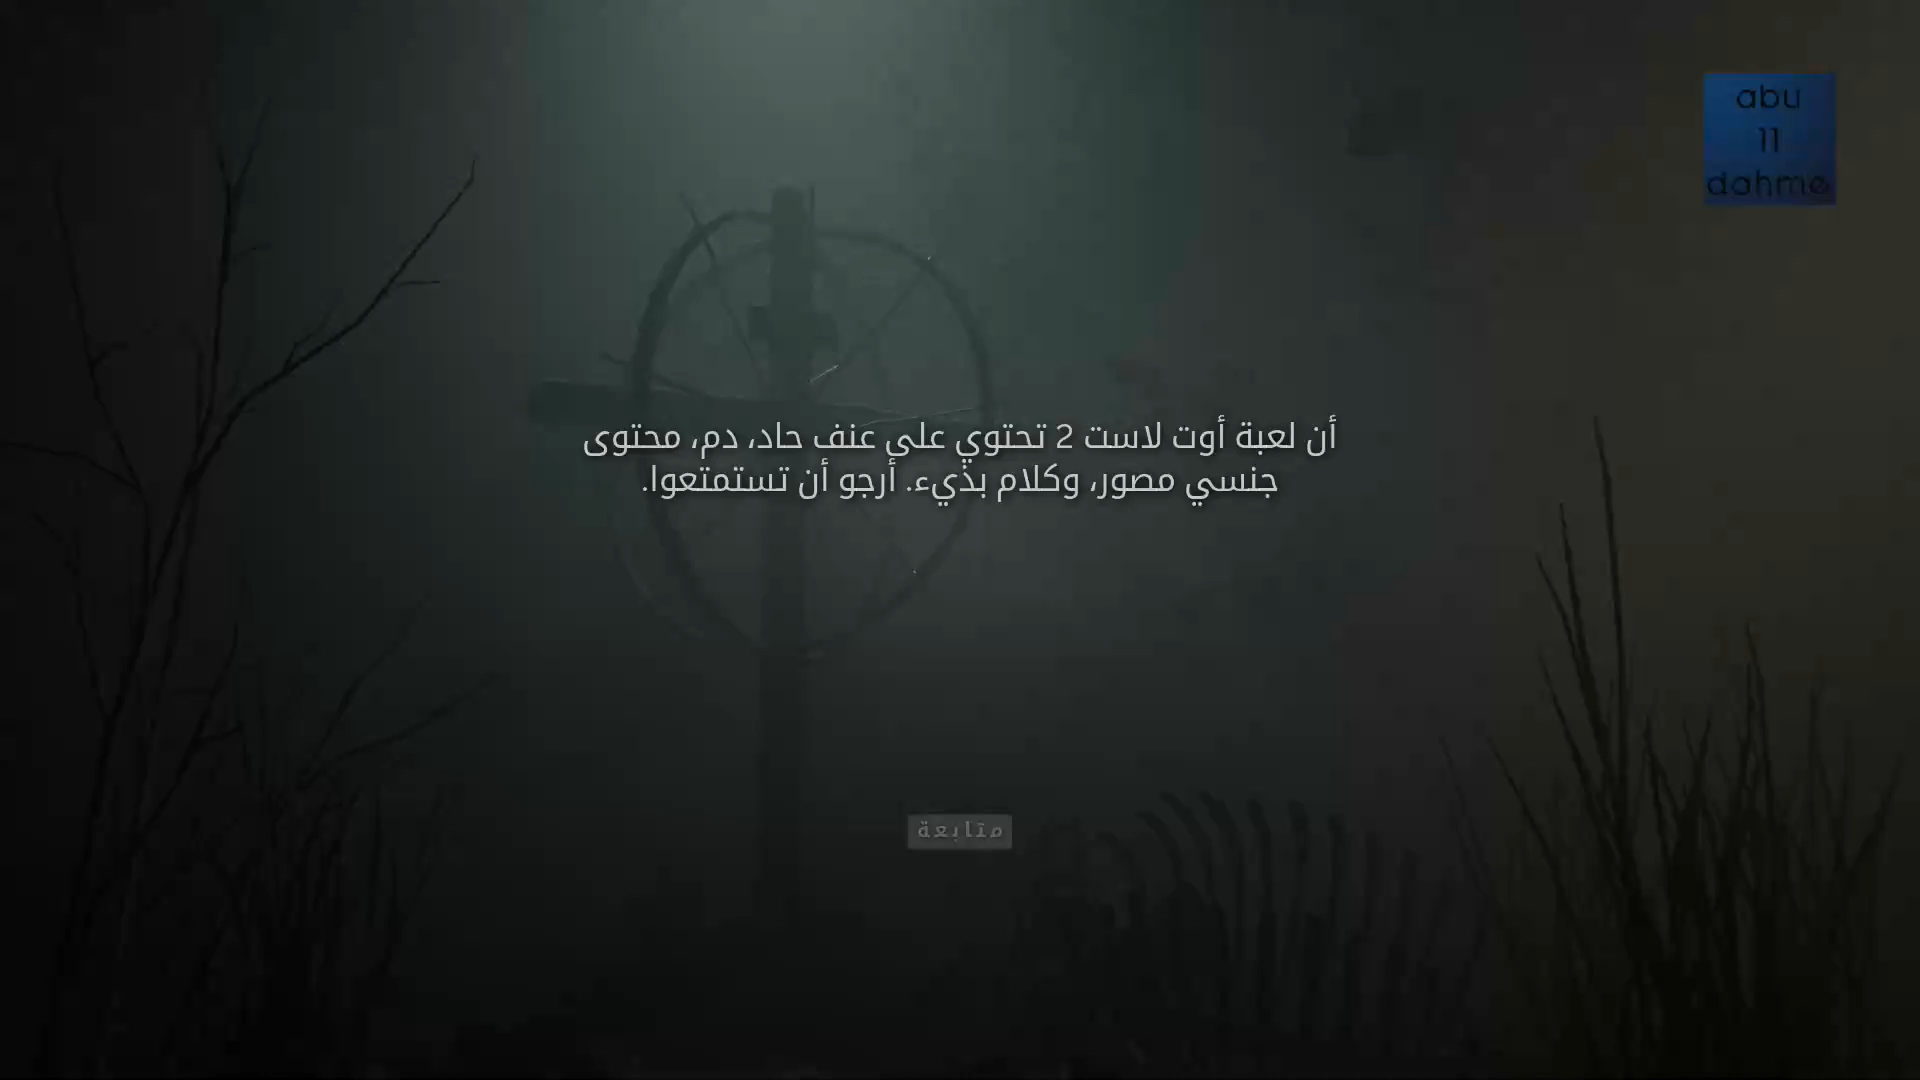 abu
11
dahme
أن لعبة أوت لاست 2 تحتوي على عنف حاد، دم، محتوى
جنسي مصور، وكلام بذيء. أرجو أن تستمتعوا.
متابعة